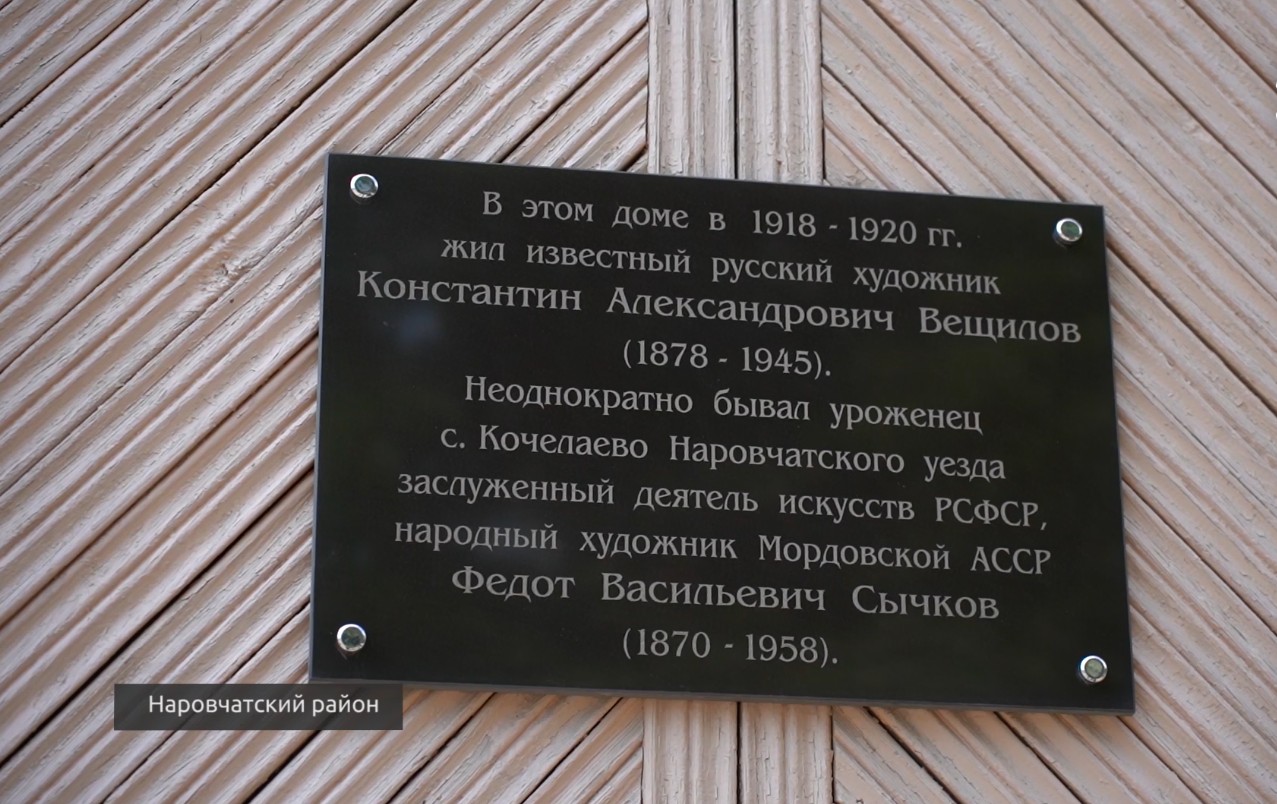 В этом доме в 1918 - 1920 гг.
жил известный русский художник
Константин Александрович Вещилов
(1878 - 1945).
Неоднократно бывал уроженец
с. Кочелаево Наровчатского уезда
заслуженный деятель искусств РСФСР,
народный художник Мордовской АССР
Федот Васильевич Сычков
(1870 - 1958).
Наровчатский район